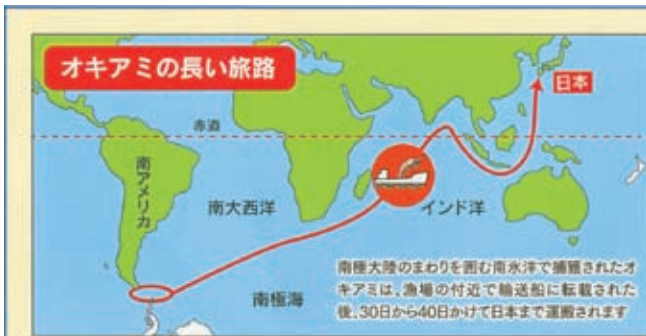 オキアミの長い旅路
日本
赤道
南アメリカ
南大西洋
インド洋
南極海
南極大陸のまわりを囲む南氷洋で捕獲されたオ
キアミは、漁場の付近で輸送船に転載された
後、30日から40日かけて日本まで運搬されます